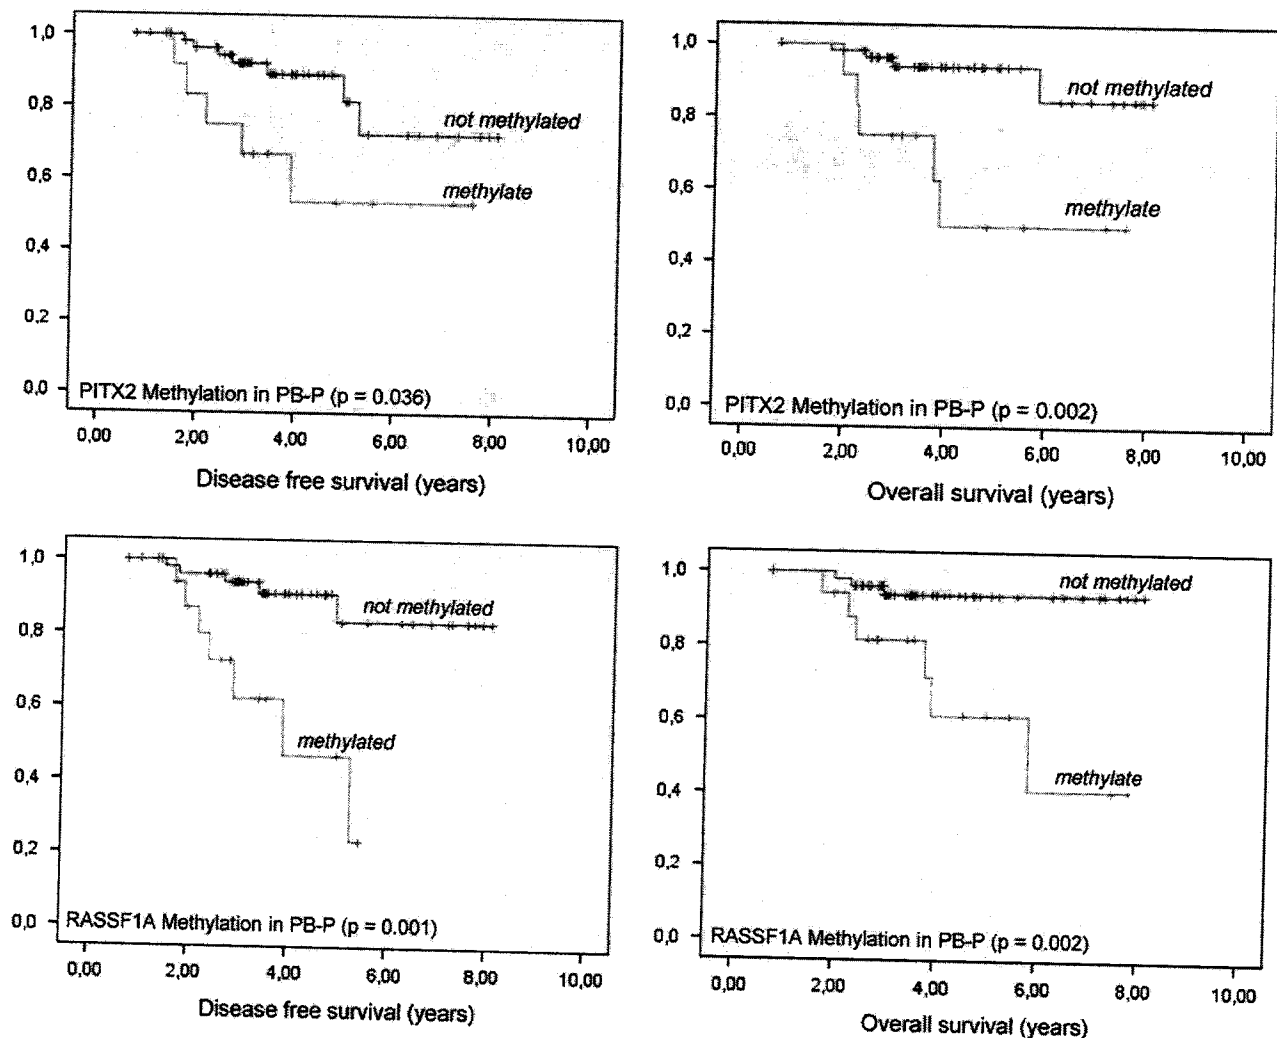 1,0
0,8
0,6
0,4
0,2
0,0
not methylated
methylate
PITX2 Methylation in PB-P (p = 0.036)
0,00 2,00 4,00 6,00 8,00 10,00
Disease free survival (years)
1,0
0,8
0,6
0,4
0,2
0,0
not methylated
methylate
PITX2 Methylation in PB-P (p = 0.002)
0,00 2,00 4,00 6,00 8,00 10,00
Overall survival (years)
1,0
0,8
0,6
0,4
0,2
0,0
not methylated
methylated
RASSF1A Methylation in PB-P (p = 0.001)
0,00 2,00 4,00 6,00 8,00 10,00
Disease free survival (years)
1,0
0,8
0,6
0,4
0,2
0,0
not methylated
methylate
RASSF1A Methylation in PB-P (p = 0.002)
0,00 2,00 4,00 6,00 8,00 10,00
Overall survival (years)